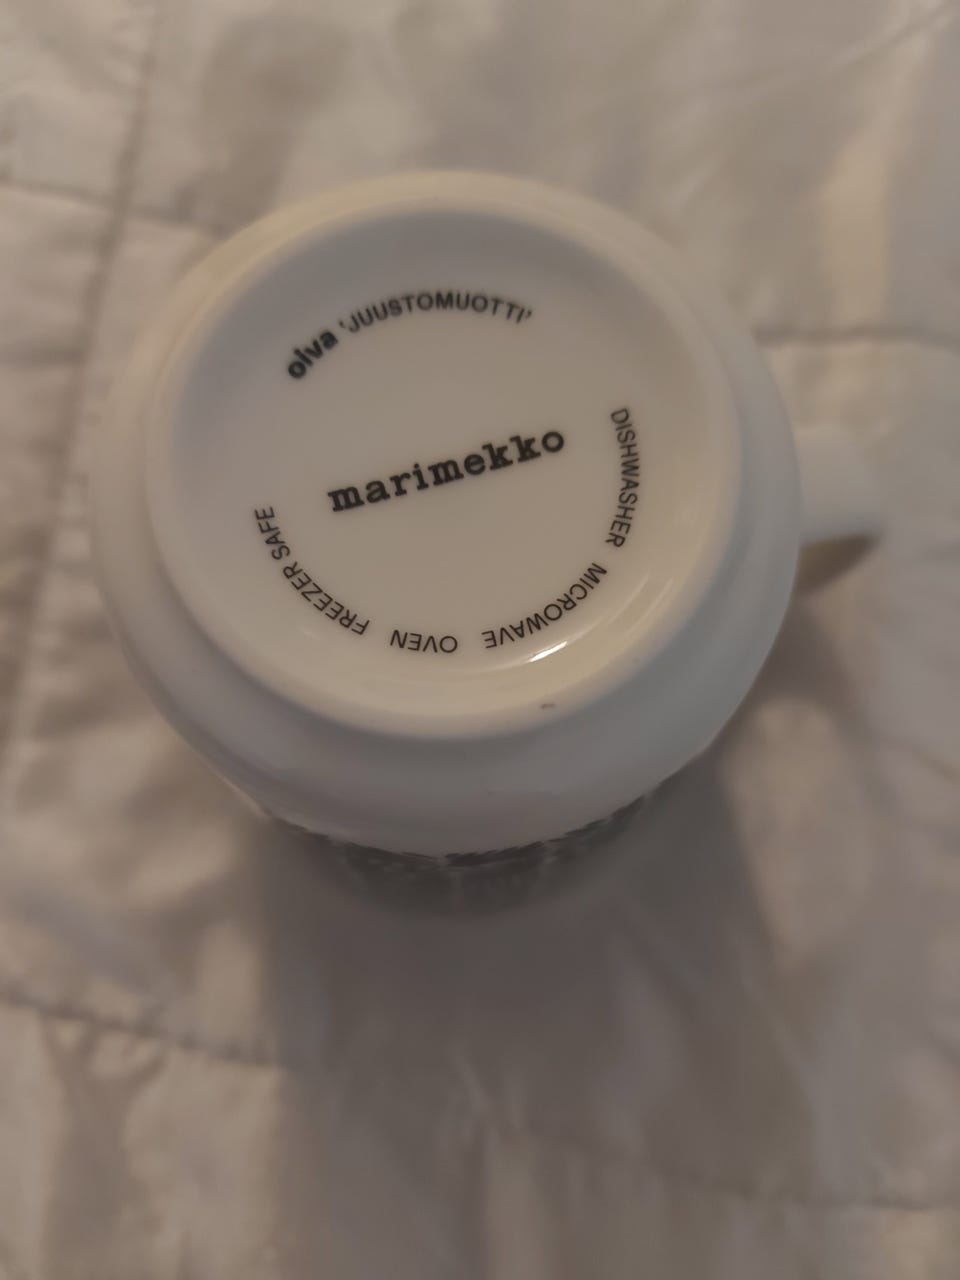 oiva 'JUUSTOMUOTTI'
marimekko
DISHWASHER MICROWAVE OVEN FREEZER SAFE